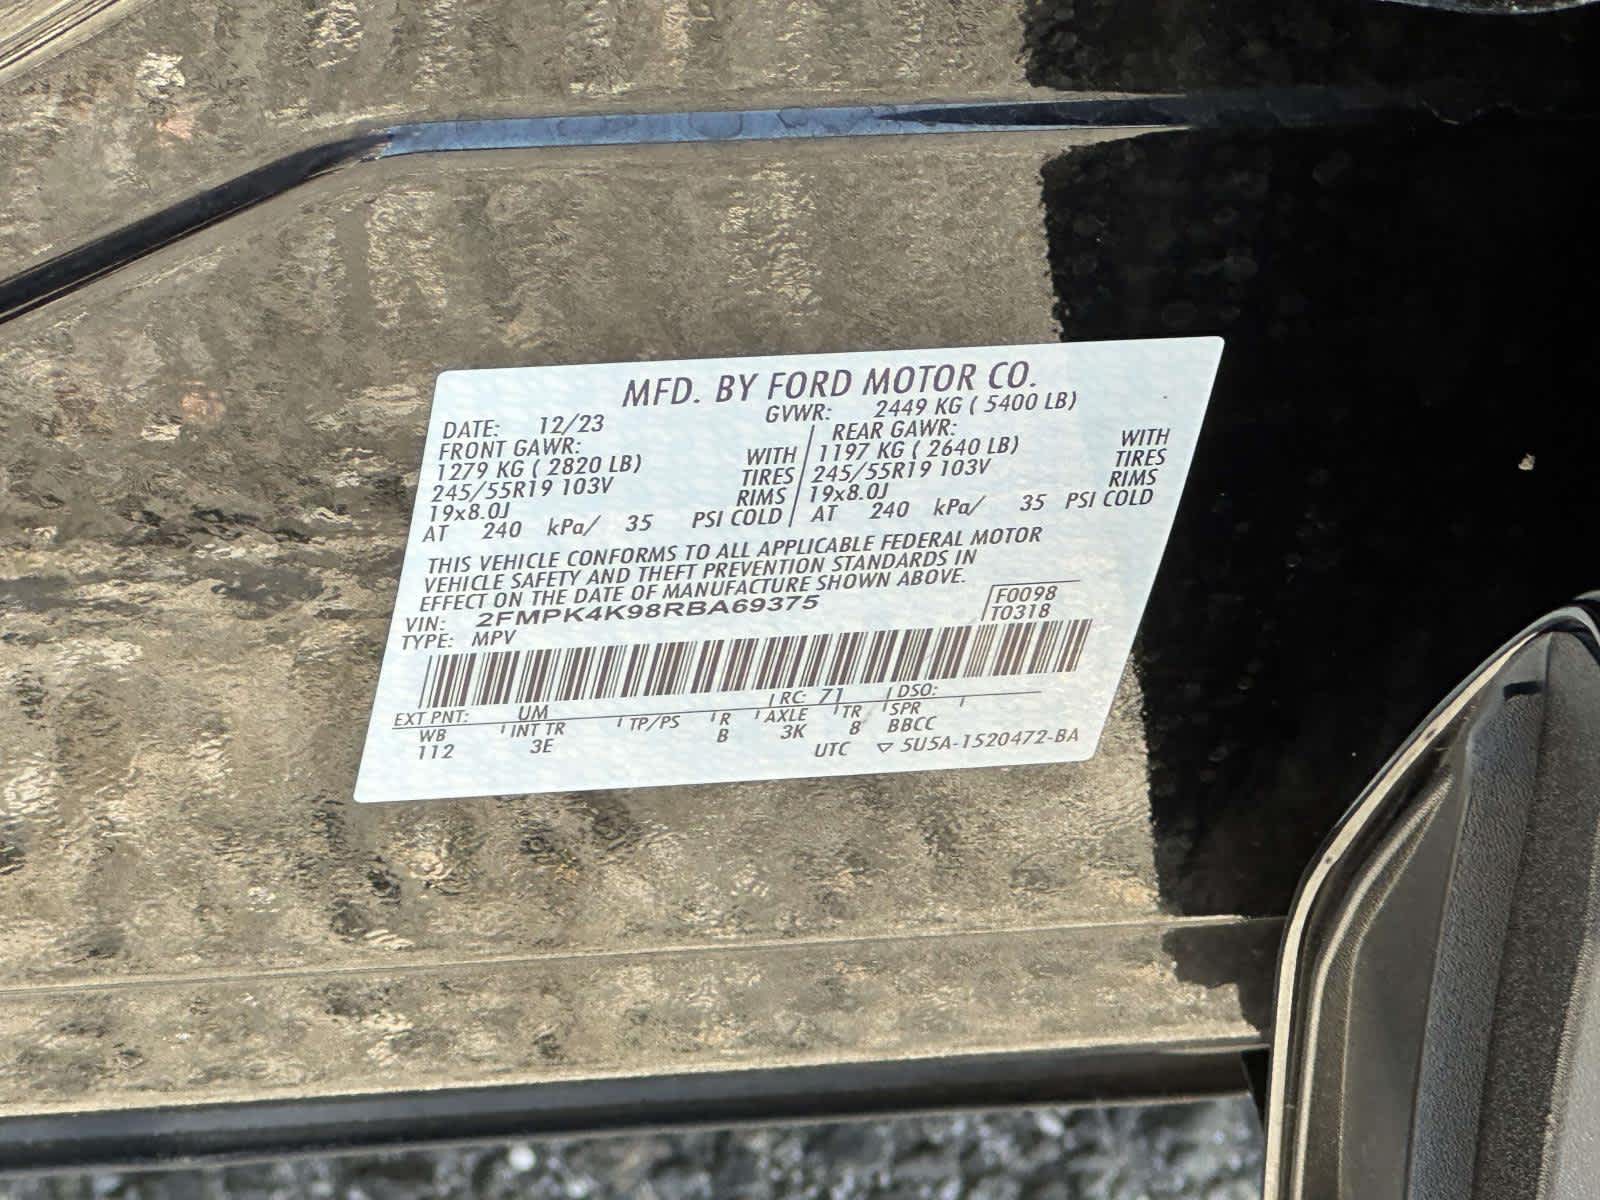 MFD. BY FORD MOTOR CO.
DATE: 12/23 GVWR: 2449 KG ( 5400 LB)
FRONT GAWR: REAR GAWR:
1279 KG ( 2820 LB) WITH 1197 KG ( 2640 LB) WITH
245/55R19 103V TIRES 245/55R19 103V TIRES
19x8.0J RIMS 19x8.0J RIMS
AT 240 kPa/ 35 PSI COLD AT 240 kPa/ 35 PSI COLD
THIS VEHICLE CONFORMS TO ALL APPLICABLE FEDERAL MOTOR
VEHICLE SAFETY AND THEFT PREVENTION STANDARDS IN
EFFECT ON THE DATE OF MANUFACTURE SHOWN ABOVE.
VIN: 2FMPK4K98RBA69375 F0098
TYPE: MPV T0318
EXT PNT: UM RC: 71 DSO:
WB INT TR TP/PS R AXLE TR SPR
112 3E B 3K 8 BBCC
UTC ▽ 5U5A-1520472-BA